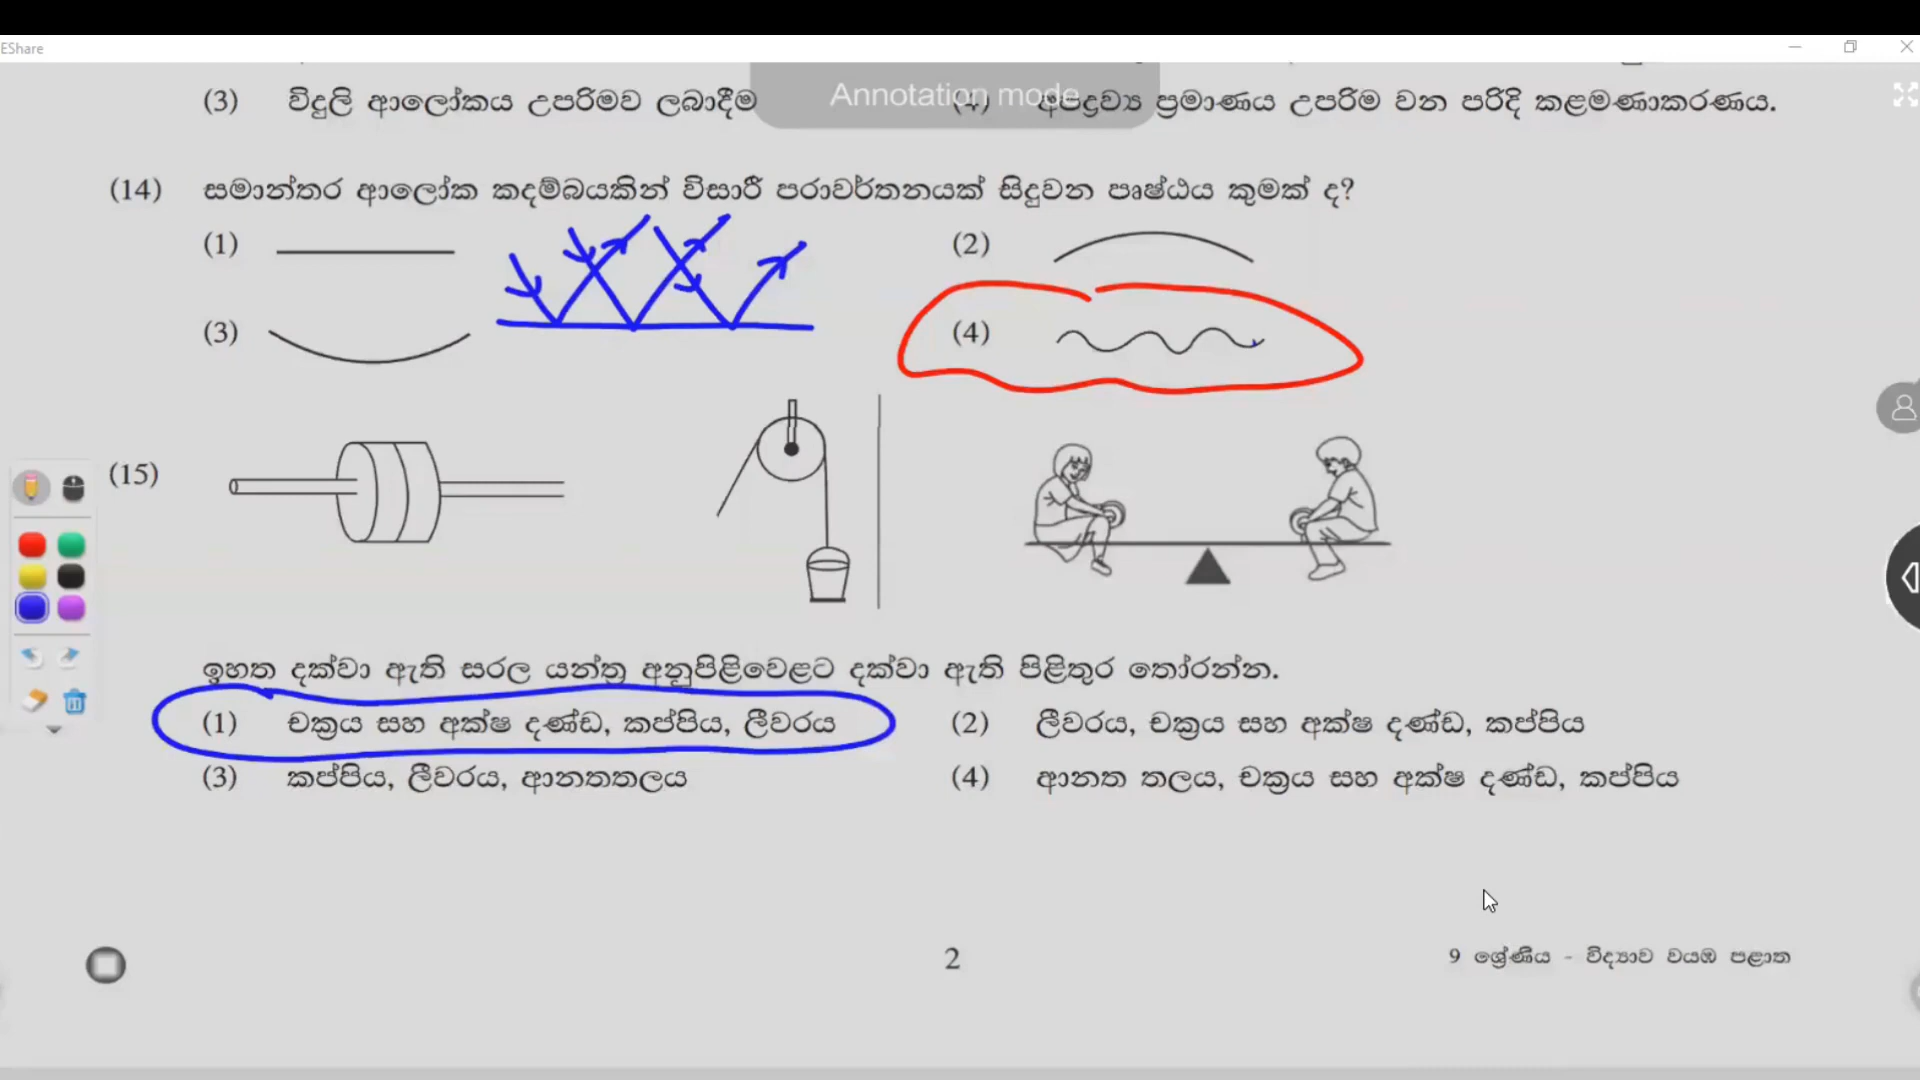 EShare
Annotation mode
(3) විදුලි ආලෝකය උපරිමව ලබාදීම (4) අපද්‍රව්‍ය ප්‍රමාණය උපරිම වන පරිදි කළමණාකරණය.
(14) සමාන්තර ආලෝක කදම්බයකින් විසාරී පරාවර්තනයක් සිදුවන පෘෂ්ඨය කුමක් ද?
(1) (2)
(3) (4)
(15)
ඉහත දක්වා ඇති සරල යන්ත්‍ර අනුපිළිවෙළට දක්වා ඇති පිළිතුර තෝරන්න.
(1) චක්‍රය සහ අක්ෂ දණ්ඩ, කප්පිය, ලීවරය (2) ලීවරය, චක්‍රය සහ අක්ෂ දණ්ඩ, කප්පිය
(3) කප්පිය, ලීවරය, ආනතතලය (4) ආනත තලය, චක්‍රය සහ අක්ෂ දණ්ඩ, කප්පිය
2
9 ශ්‍රේණිය - විද්‍යාව වයඹ පළාත